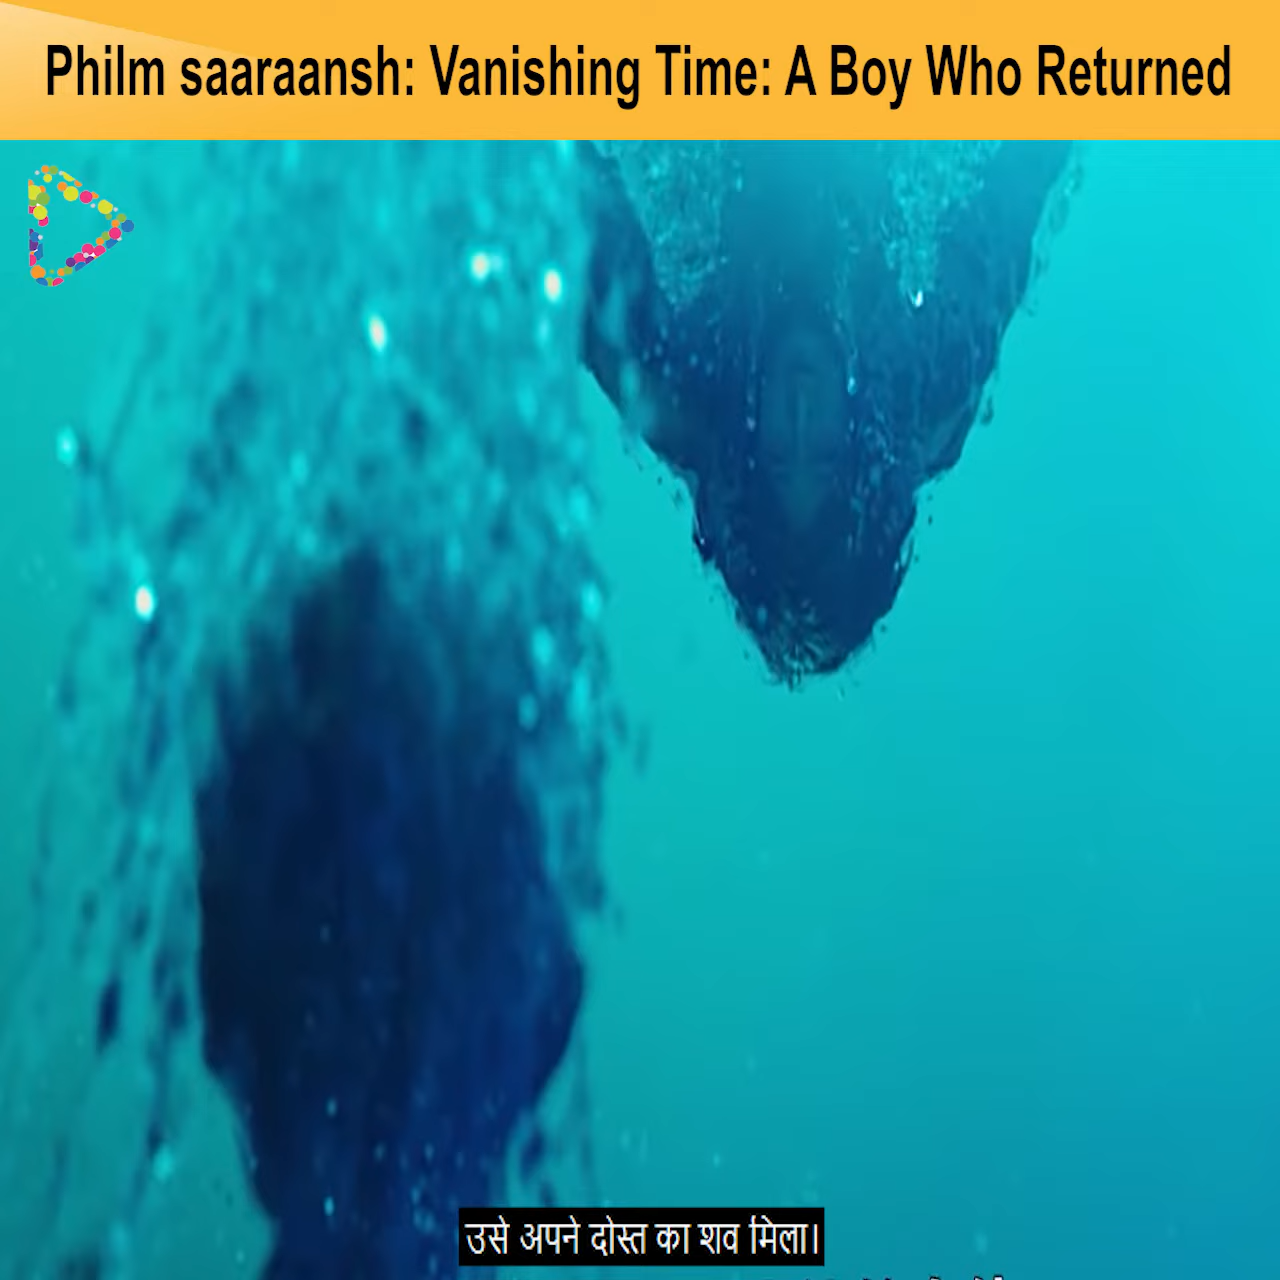 Philm saaraansh: Vanishing Time: A Boy Who Returned
उसे अपने दोस्त का शव मिला।